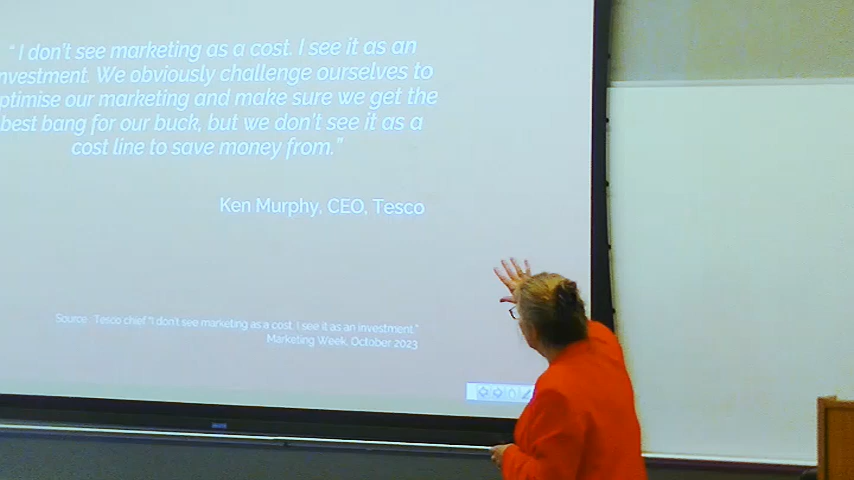 “I don't see marketing as a cost. I see it as an
nvestment. We obviously challenge ourselves to
ptimise our marketing and make sure we get the
best bang for our buck, but we don't see it as a
cost line to save money from.”
Ken Murphy, CEO, Tesco
Source: “Tesco chief “I don't see marketing as a cost. I see it as an investment.”
Marketing Week, October 2023